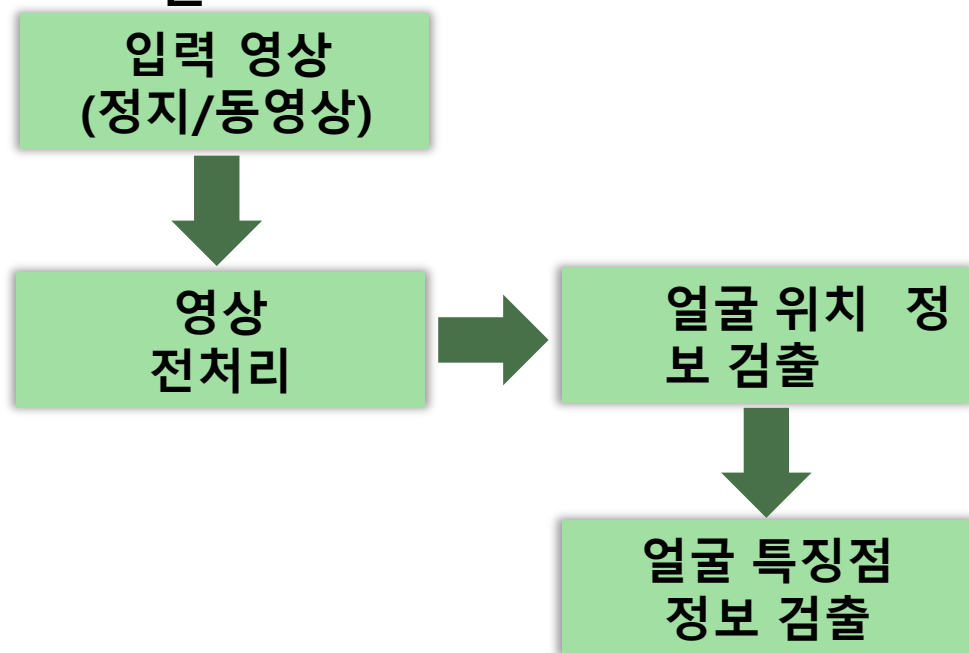 입력 영상
(정지/동영상)
영상
전처리
얼굴 위치 정
보 검출
얼굴 특징점
정보 검출